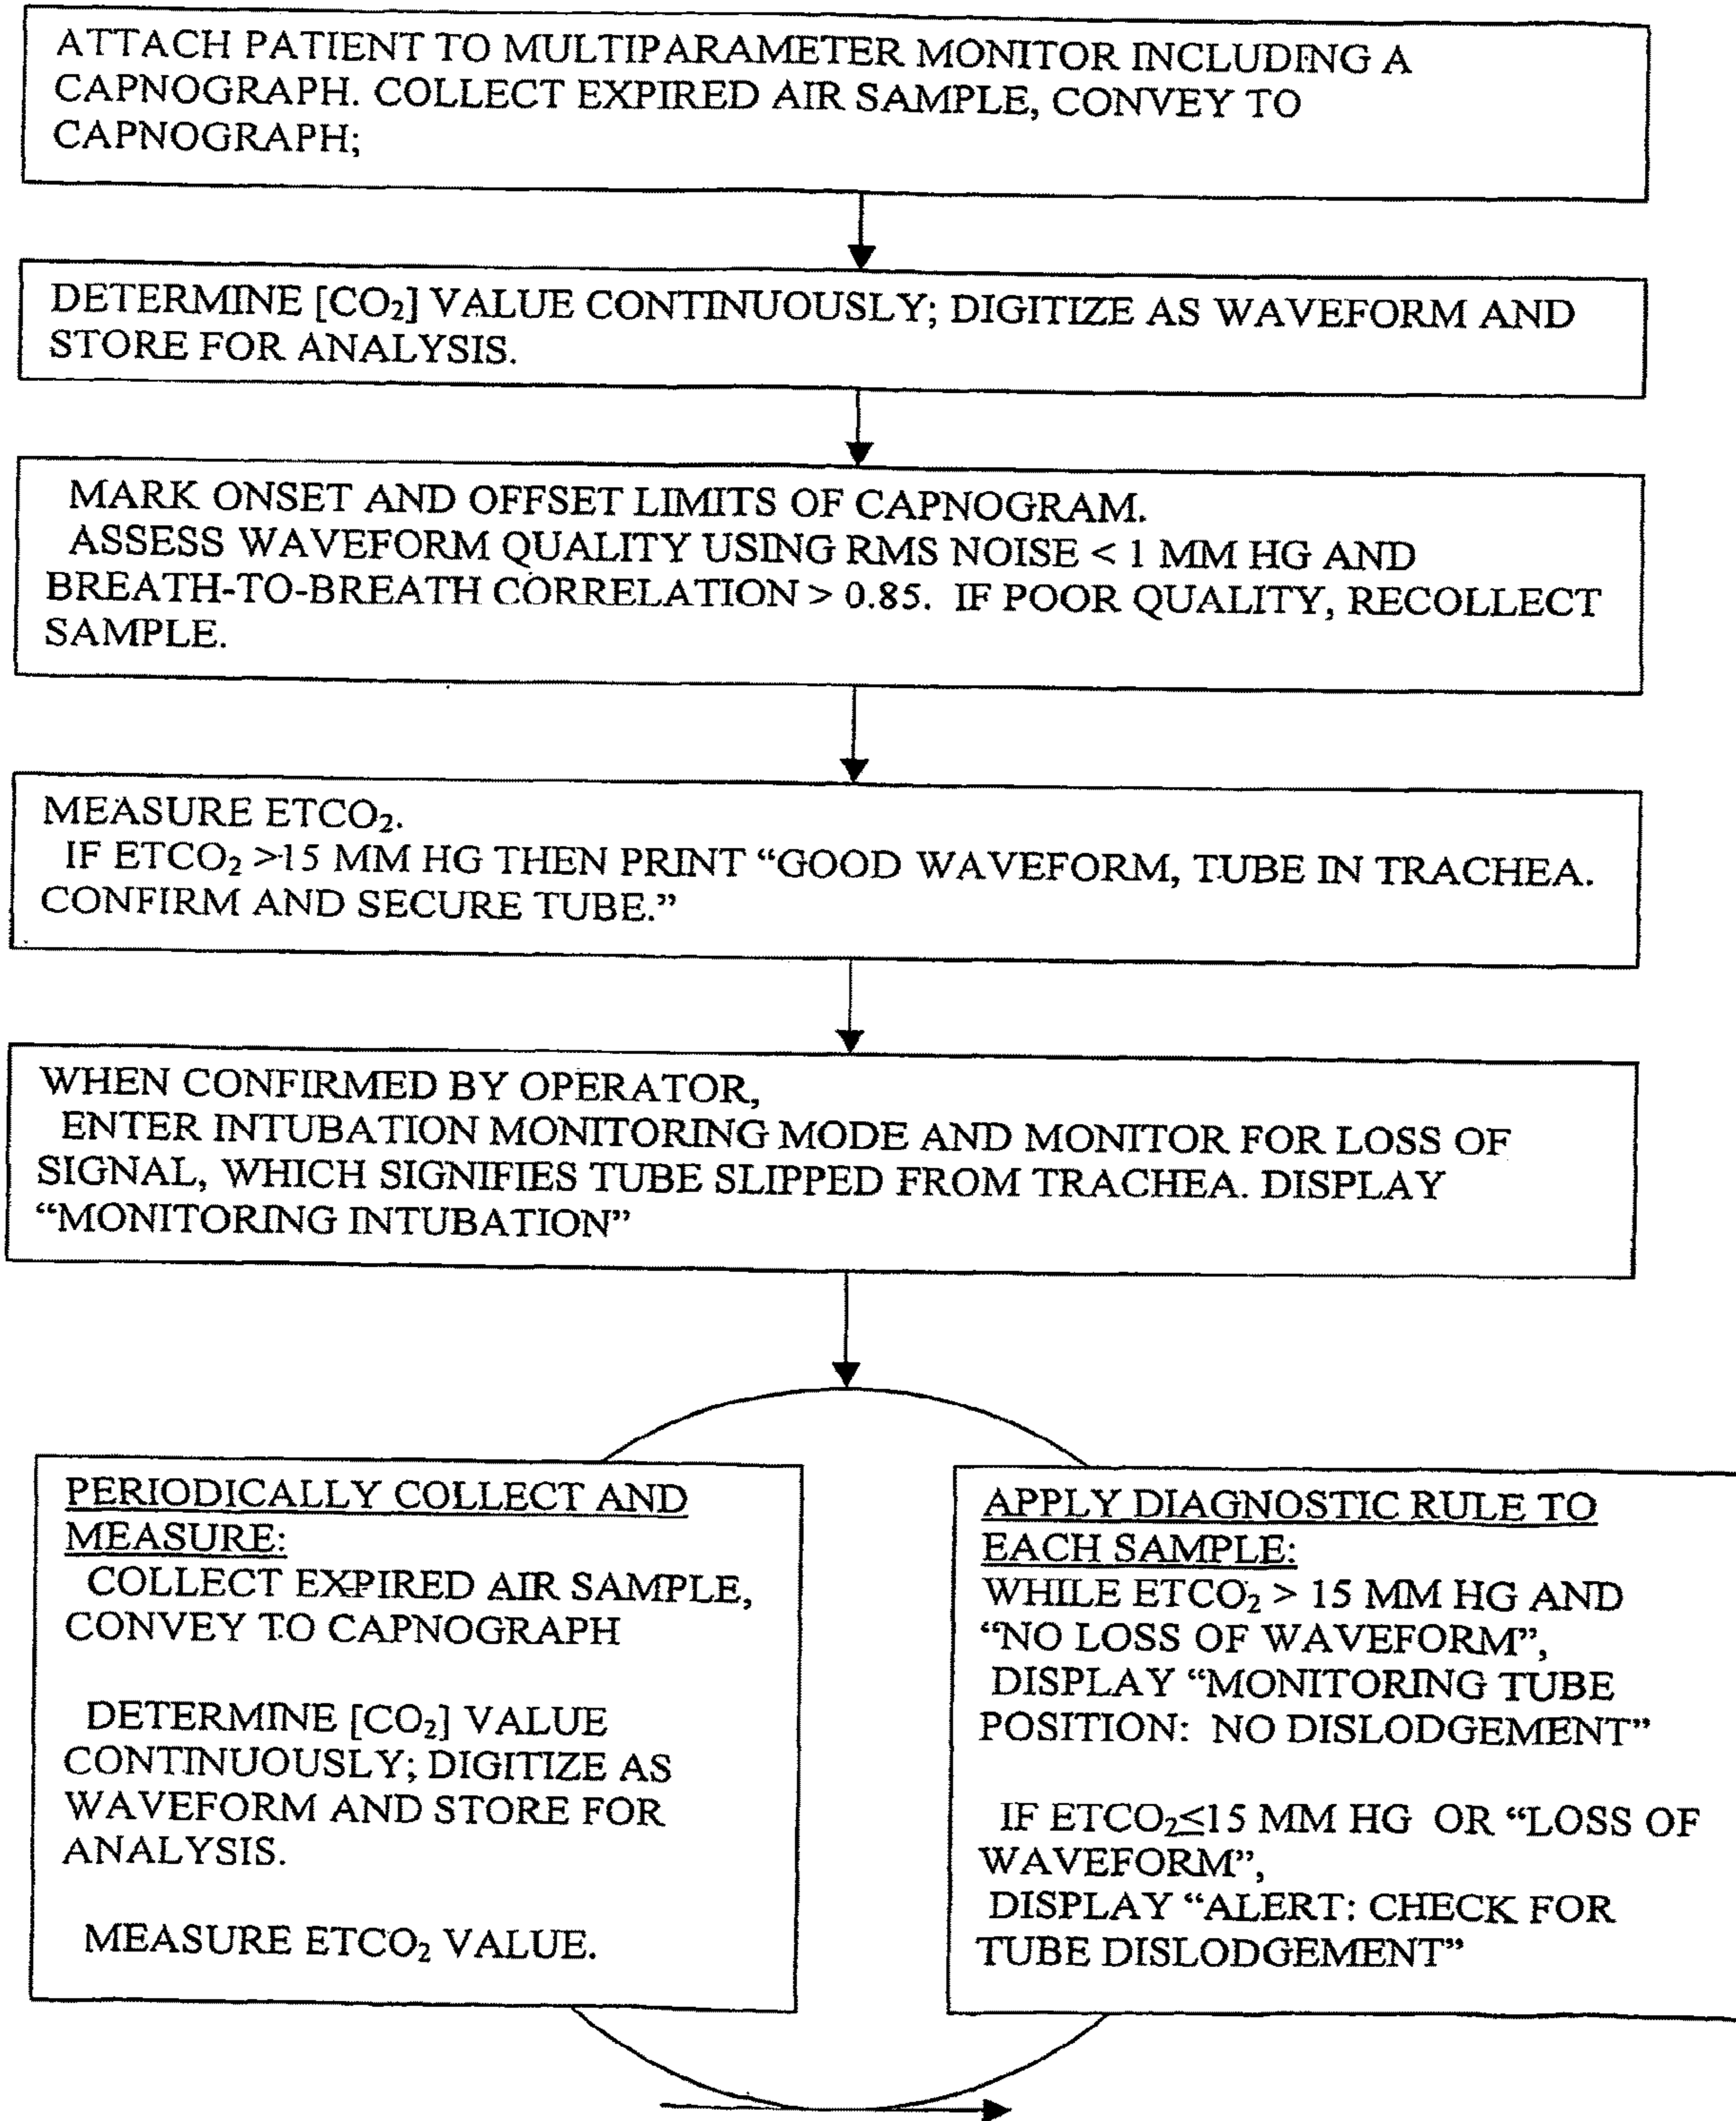 ATTACH PATIENT TO MULTIPARAMETER MONITOR INCLUDING A
CAPNOGRAPH. COLLECT EXPIRED AIR SAMPLE, CONVEY TO
CAPNOGRAPH;
DETERMINE [CO₂] VALUE CONTINUOUSLY; DIGITIZE AS WAVEFORM AND
STORE FOR ANALYSIS.
MARK ONSET AND OFFSET LIMITS OF CAPNOGRAM.
ASSESS WAVEFORM QUALITY USING RMS NOISE < 1 MM HG AND
BREATH-TO-BREATH CORRELATION > 0.85. IF POOR QUALITY, RECOLLECT
SAMPLE.
MEASURE ETCO₂.
IF ETCO₂ >15 MM HG THEN PRINT “GOOD WAVEFORM, TUBE IN TRACHEA.
CONFIRM AND SECURE TUBE.”
WHEN CONFIRMED BY OPERATOR,
ENTER INTUBATION MONITORING MODE AND MONITOR FOR LOSS OF
SIGNAL, WHICH SIGNIFIES TUBE SLIPPED FROM TRACHEA. DISPLAY
“MONITORING INTUBATION”
PERIODICALLY COLLECT AND
MEASURE:
COLLECT EXPIRED AIR SAMPLE,
CONVEY TO CAPNOGRAPH
DETERMINE [CO₂] VALUE
CONTINUOUSLY; DIGITIZE AS
WAVEFORM AND STORE FOR
ANALYSIS.
MEASURE ETCO₂ VALUE.
APPLY DIAGNOSTIC RULE TO
EACH SAMPLE:
WHILE ETCO₂ > 15 MM HG AND
“NO LOSS OF WAVEFORM”,
DISPLAY “MONITORING TUBE
POSITION: NO DISLODGEMENT”
IF ETCO₂≤15 MM HG OR “LOSS OF
WAVEFORM”,
DISPLAY “ALERT: CHECK FOR
TUBE DISLODGEMENT”